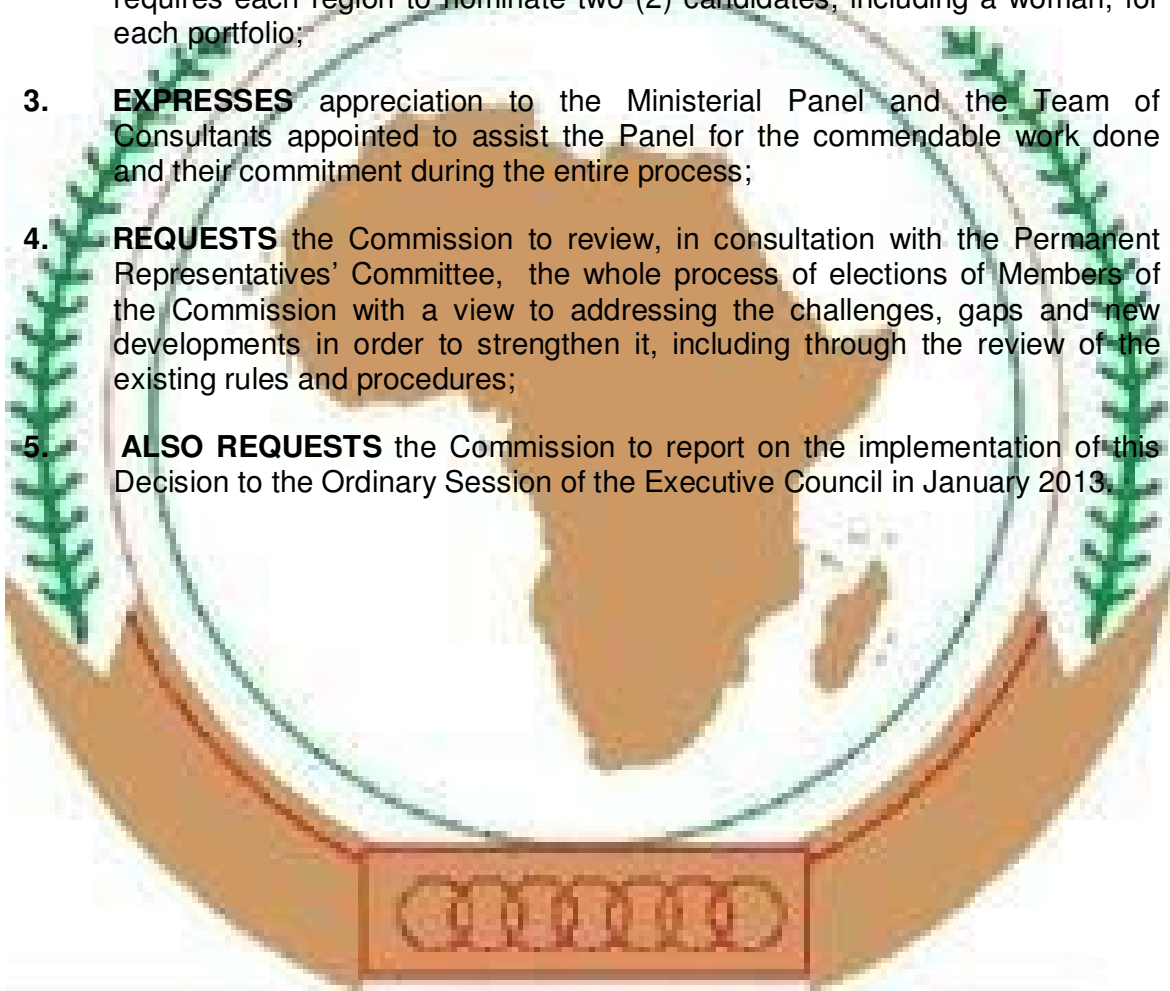 requires each region to nominate two (2) candidates, including a woman, for
each portfolio;
3. EXPRESSES appreciation to the Ministerial Panel and the Team of
Consultants appointed to assist the Panel for the commendable work done
and their commitment during the entire process;
4. REQUESTS the Commission to review, in consultation with the Permanent
Representatives’ Committee, the whole process of elections of Members of
the Commission with a view to addressing the challenges, gaps and new
developments in order to strengthen it, including through the review of the
existing rules and procedures;
5. ALSO REQUESTS the Commission to report on the implementation of this
Decision to the Ordinary Session of the Executive Council in January 2013.